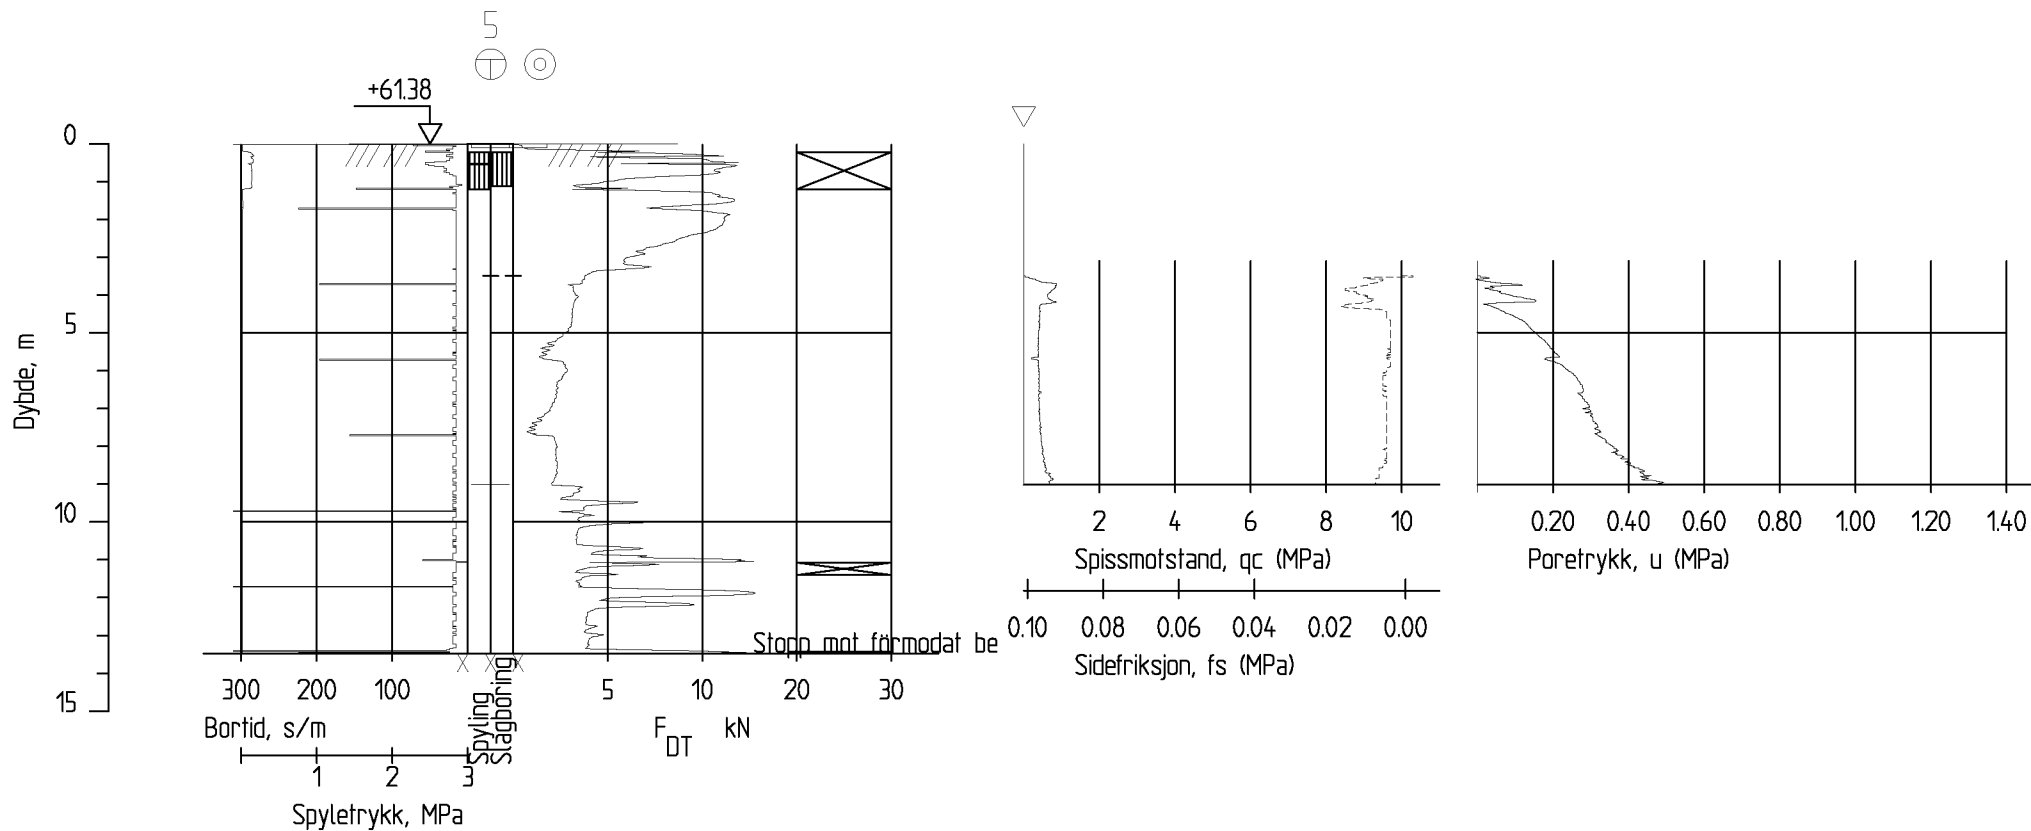 5
+61.38
0
5
10
15
Dybde, m
Stopp mot förmodat be
300 200 100
5 10 20 30
Bortid, s/m
Spyling
Slagboring
F DT kN
1 2 3
Spyletrykk, MPa
2 4 6 8 10
Spissmotstand, qc (MPa)
0.10 0.08 0.06 0.04 0.02 0.00
Sidefriksjon, fs (MPa)
0.20 0.40 0.60 0.80 1.00 1.20 1.40
Poretrykk, u (MPa)